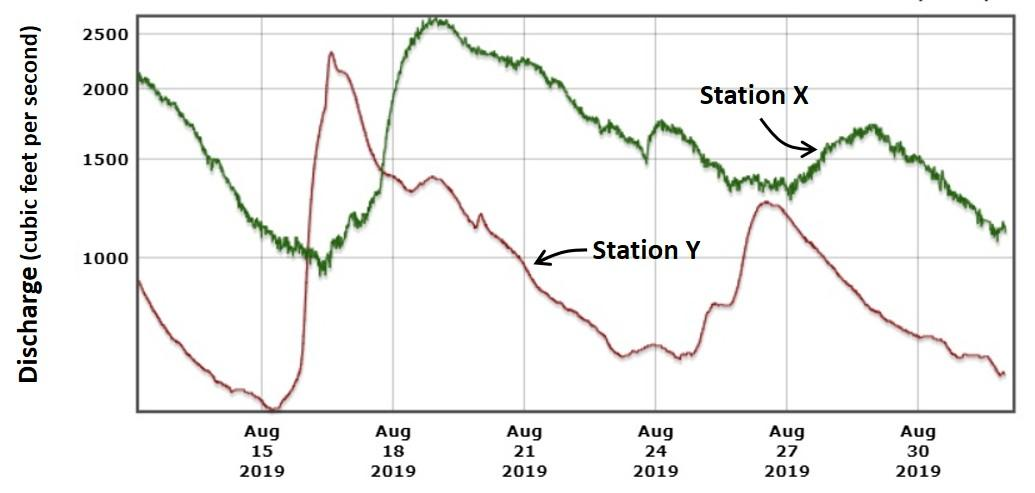 Discharge (cubic feet per second)
2500
2000
1500
1000
Station X
Station Y
Aug
15
2019
Aug
18
2019
Aug
21
2019
Aug
24
2019
Aug
27
2019
Aug
30
2019